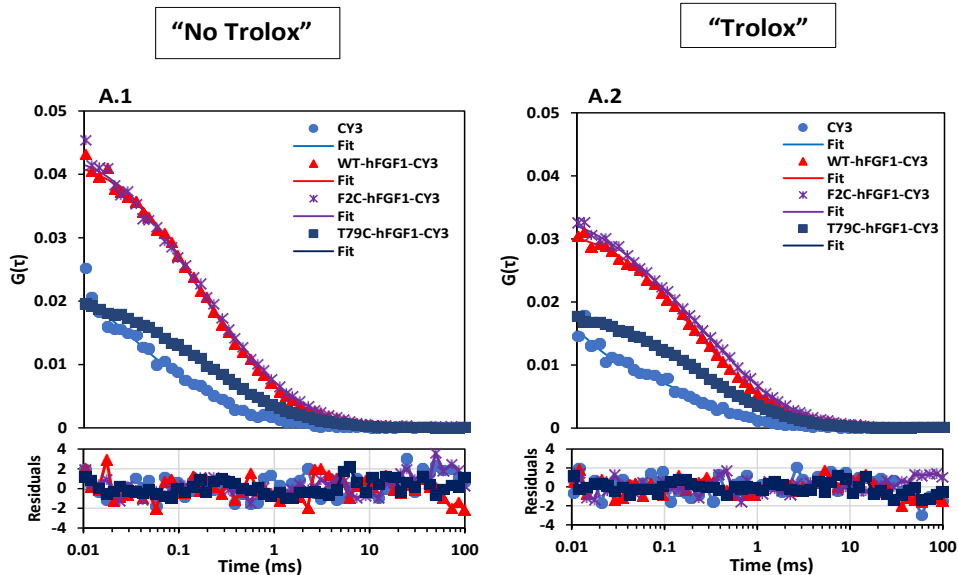 “No Trolox”
“Trolox”
A.1
0.05
0.04
0.03
0.02
0.01
0
G(τ)
CY3
Fit
WT-hFGF1-CY3
Fit
F2C-hFGF1-CY3
Fit
T79C-hFGF1-CY3
Fit
4
2
0
-2
-4
Residuals
0.01 0.1 1 10 100
Time (ms)
A.2
0.05
0.04
0.03
0.02
0.01
0
G(τ)
CY3
Fit
WT-hFGF1-CY3
Fit
F2C-hFGF1-CY3
Fit
T79C-hFGF1-CY3
Fit
4
2
0
-2
-4
Residuals
0.01 0.1 1 10 100
Time (ms)